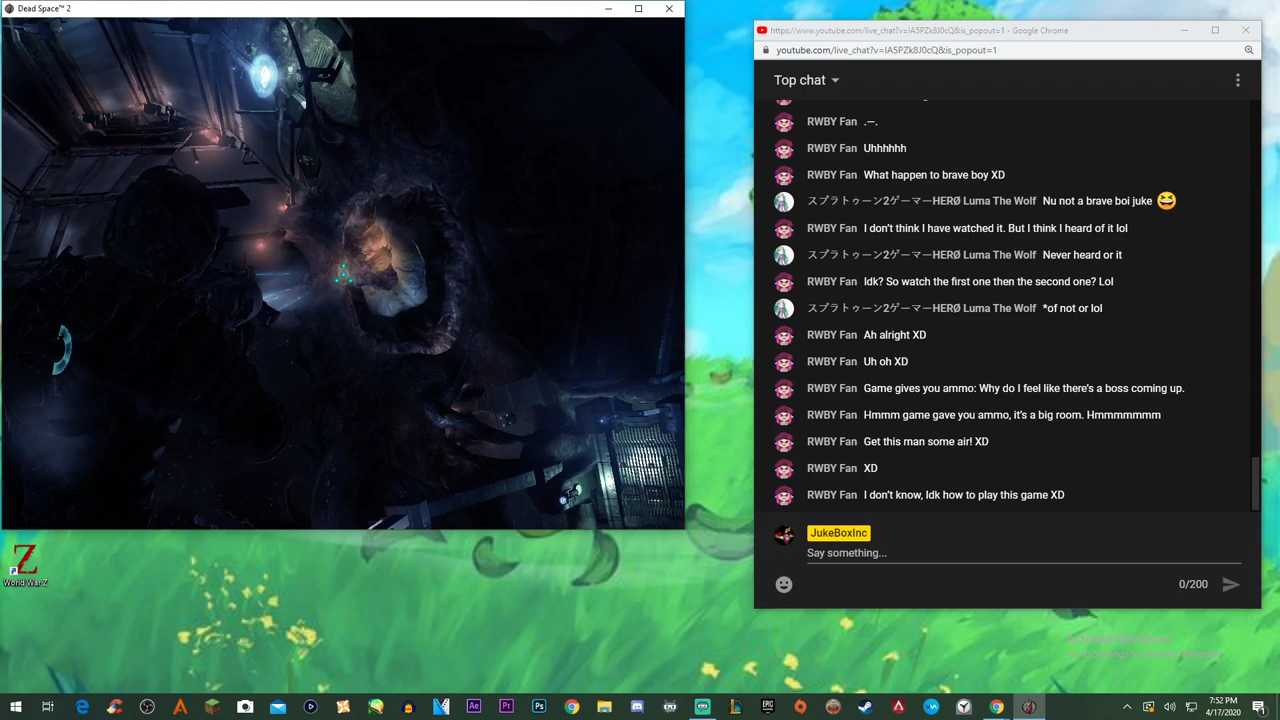 Dead Space™ 2
https://www.youtube.com/live_chat?v=IA5PZk8J0cQ&is_popout=1 - Google Chrome
youtube.com/live_chat?v=IA5PZk8J0cQ&is_popout=1
Top chat
RWBY Fan .—.
RWBY Fan Uhhhhhh
RWBY Fan What happen to brave boy XD
スプラトゥーン2ゲーマーHERØ Luma The Wolf Nu not a brave boi juke 😆
RWBY Fan I don't think I have watched it. But I think I heard of it lol
スプラトゥーン2ゲーマーHERØ Luma The Wolf Never heard or it
RWBY Fan Idk? So watch the first one then the second one? Lol
スプラトゥーン2ゲーマーHERØ Luma The Wolf *of not or lol
RWBY Fan Ah alright XD
RWBY Fan Uh oh XD
RWBY Fan Game gives you ammo: Why do I feel like there's a boss coming up.
RWBY Fan Hmmm game gave you ammo, it's a big room. Hmmmmmmm
RWBY Fan Get this man some air! XD
RWBY Fan XD
RWBY Fan I don't know, Idk how to play this game XD
JukeBoxInc
Say something...
0/200
Z
World War Z
Ae
Pr
Ps
EPIC
7:52 PM
4/17/2020